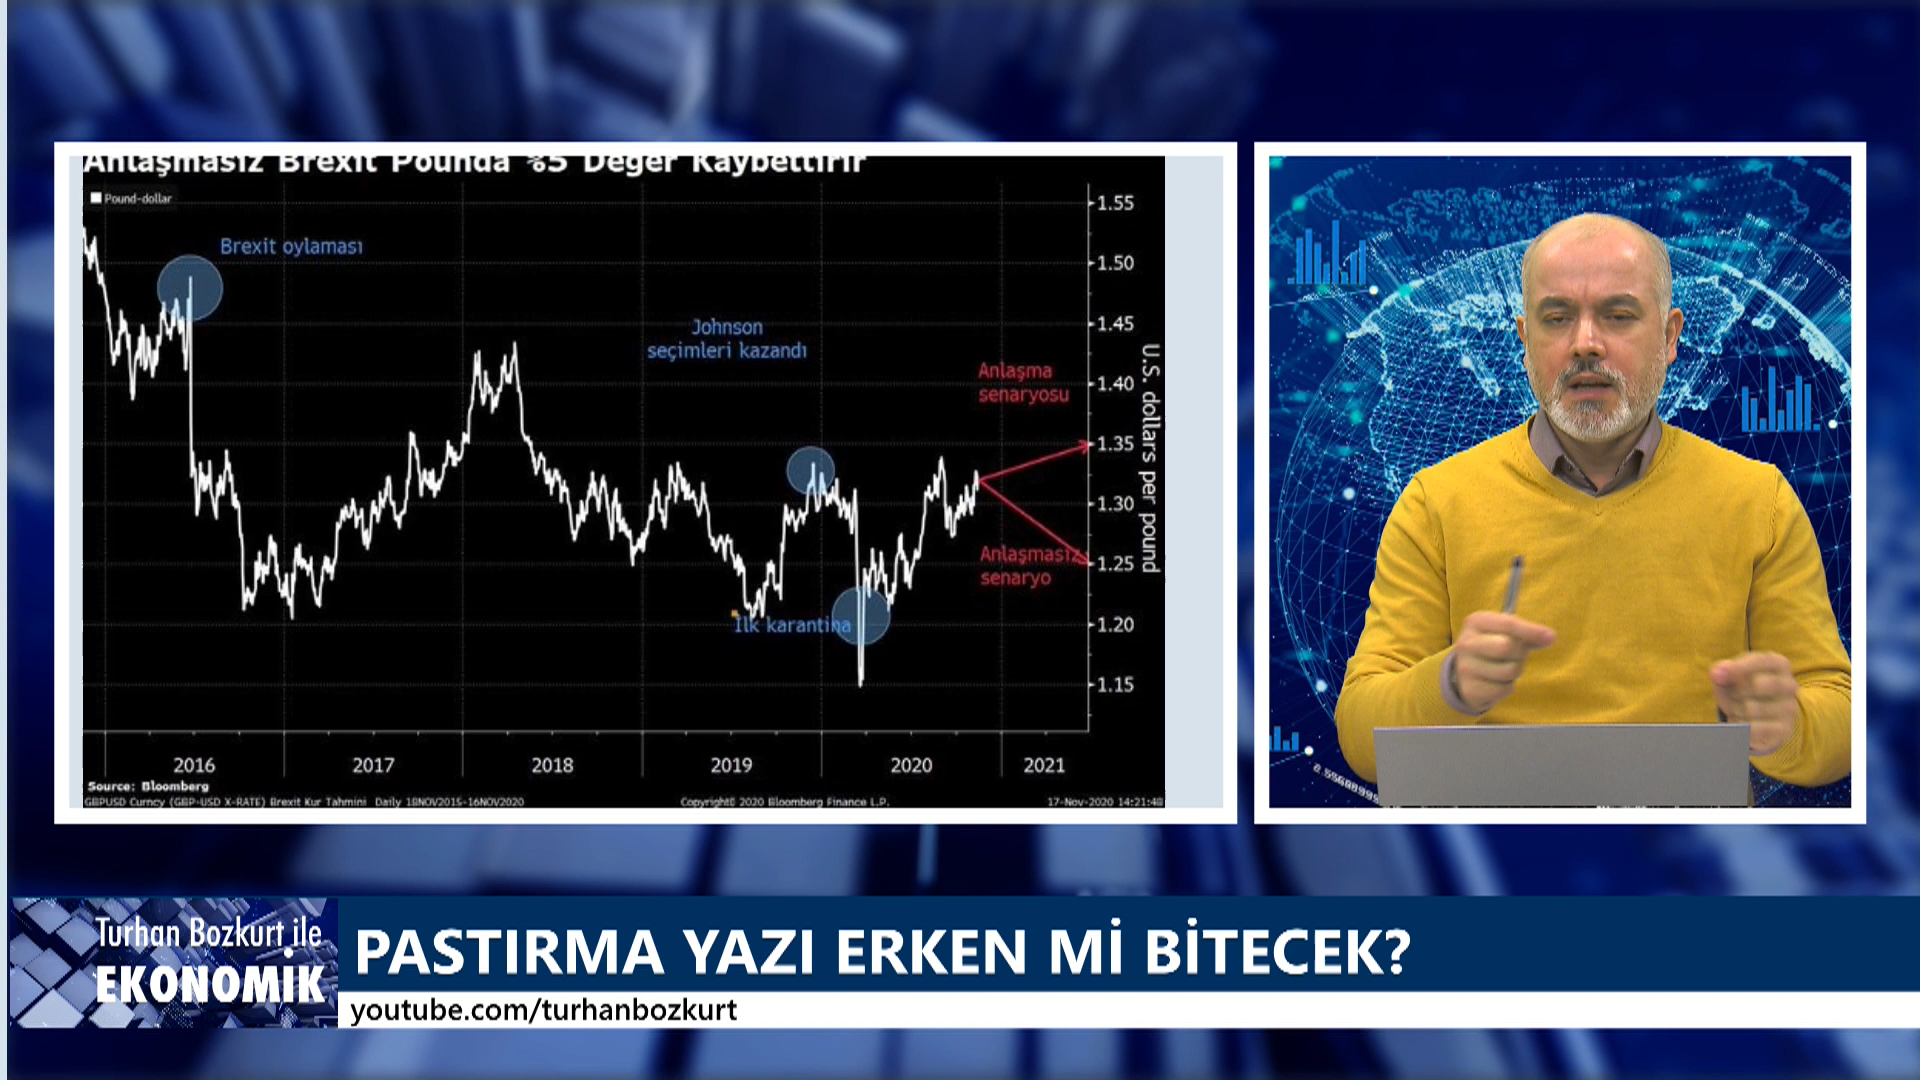 Anlaşmasız Brexit Pounda %5 Değer Kaybettirir
Pound-dollar
Brexit oylaması
Johnson
seçimleri kazandı
Anlaşma
senaryosu
Anlaşmasız
senaryo
İlk karantina
1.55
1.50
1.45
1.40
1.35
1.30
1.25
1.20
1.15
U.S. dollars per pound
2016 2017 2018 2019 2020 2021
Source: Bloomberg
GBPUSD Curncy (GBP-USD X-RATE) Brexit Kur Tahmini Daily 18NOV2015-16NOV2020 Copyright© 2020 Bloomberg Finance L.P. 17-Nov-2020 14:21:48
Turhan Bozkurt ile
EKONOMİK
PASTIRMA YAZI ERKEN Mİ BİTECEK?
youtube.com/turhanbozkurt